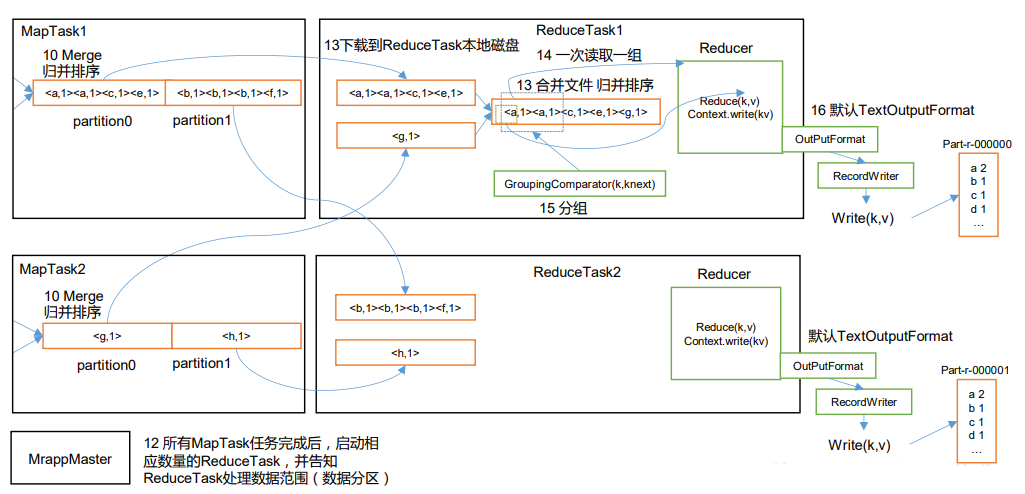 MapTask1
10 Merge
归并排序
<a,1><a,1><c,1><e,1>
<b,1><b,1><b,1><f,1>
partition0
partition1
ReduceTask1
13下载到ReduceTask本地磁盘
14 一次读取一组
Reducer
<a,1><a,1><c,1><e,1>
13 合并文件 归并排序
<a,1><a,1><c,1><e,1><g,1>
<g,1>
GroupingComparator(k,knext)
15 分组
Reduce(k,v)
Context.write(kv)
16 默认TextOutputFormat
OutPutFormat
RecordWriter
Write(k,v)
Part-r-000000
a 2
b 1
c 1
d 1
...
MapTask2
10 Merge
归并排序
<g,1>
<h,1>
partition0
partition1
ReduceTask2
Reducer
<b,1><b,1><b,1><f,1>
<h,1>
Reduce(k,v)
Context.write(kv)
默认TextOutputFormat
OutPutFormat
RecordWriter
Write(k,v)
Part-r-000001
a 2
b 1
c 1
d 1
...
MrappMaster
12 所有MapTask任务完成后，启动相
应数量的ReduceTask，并告知
ReduceTask处理数据范围（数据分区）